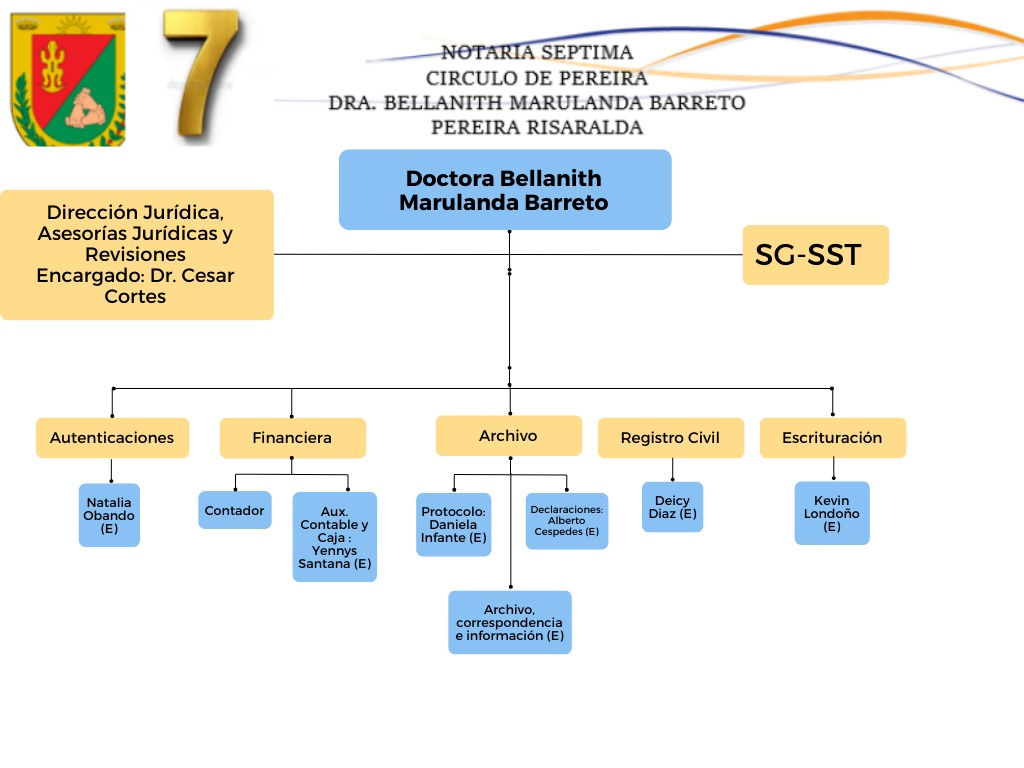 7
NOTARIA SEPTIMA
CIRCULO DE PEREIRA
DRA. BELLANITH MARULANDA BARRETO
PEREIRA RISARALDA
Doctora Bellanith
Marulanda Barreto
Dirección Jurídica,
Asesorías Jurídicas y
Revisiones
Encargado: Dr. Cesar
Cortes
SG-SST
Autenticaciones
Financiera
Archivo
Registro Civil
Escrituración
Natalia
Obando
(E)
Contador
Aux.
Contable y
Caja :
Yennys
Santana (E)
Protocolo:
Daniela
Infante (E)
Declaraciones:
Alberto
Cespedes (E)
Deicy
Diaz (E)
Kevin
Londoño
(E)
Archivo,
correspondencia
e información (E)